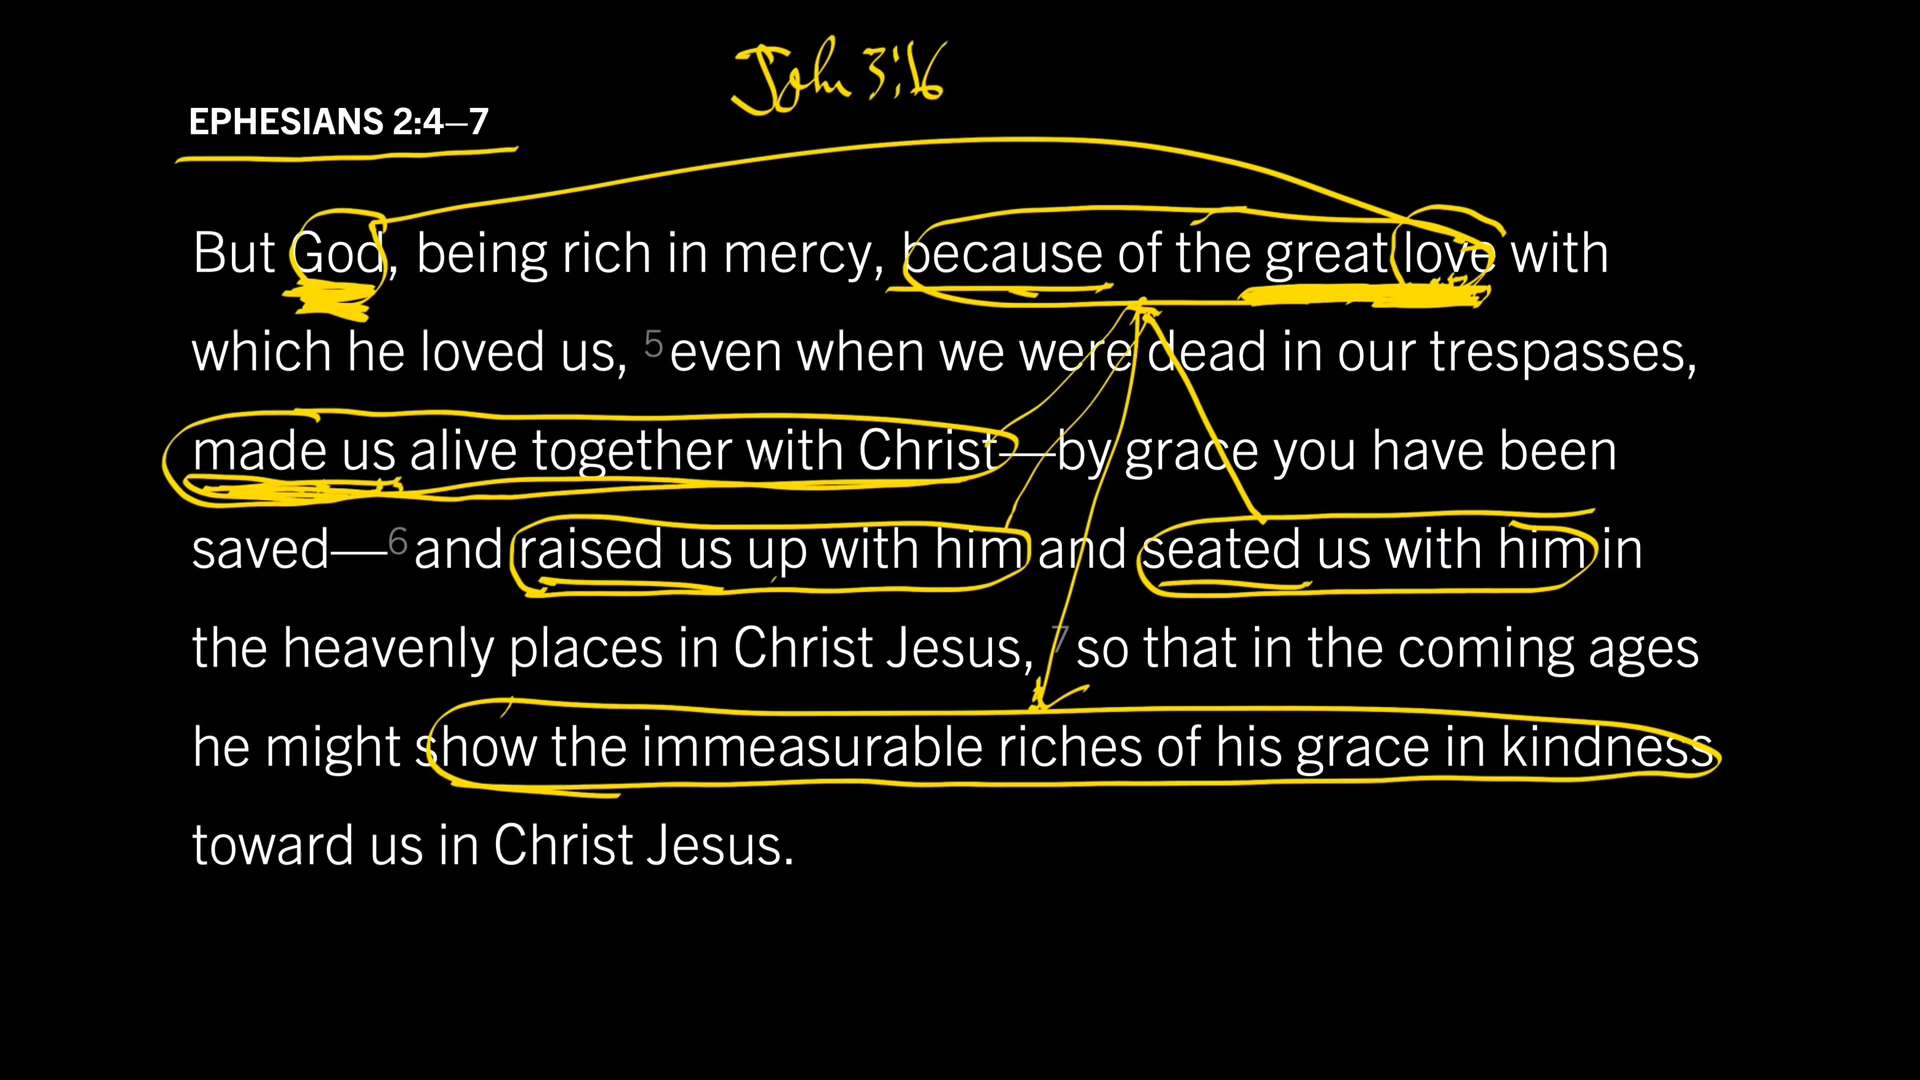 John 3:16
EPHESIANS 2:4–7
But God, being rich in mercy, because of the great love with
which he loved us, 5 even when we were dead in our trespasses,
made us alive together with Christ—by grace you have been
saved—6 and raised us up with him and seated us with him in
the heavenly places in Christ Jesus, 7 so that in the coming ages
he might show the immeasurable riches of his grace in kindness
toward us in Christ Jesus.